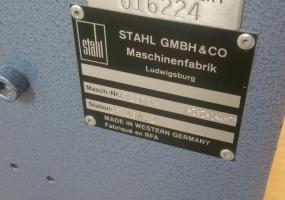 016224
stahl
STAHL GMBH & CO
Maschinenfabrik
Ludwigsburg
Masch.-Nr.
Station:
MADE IN WESTERN GERMANY
Fabriqué en RFA